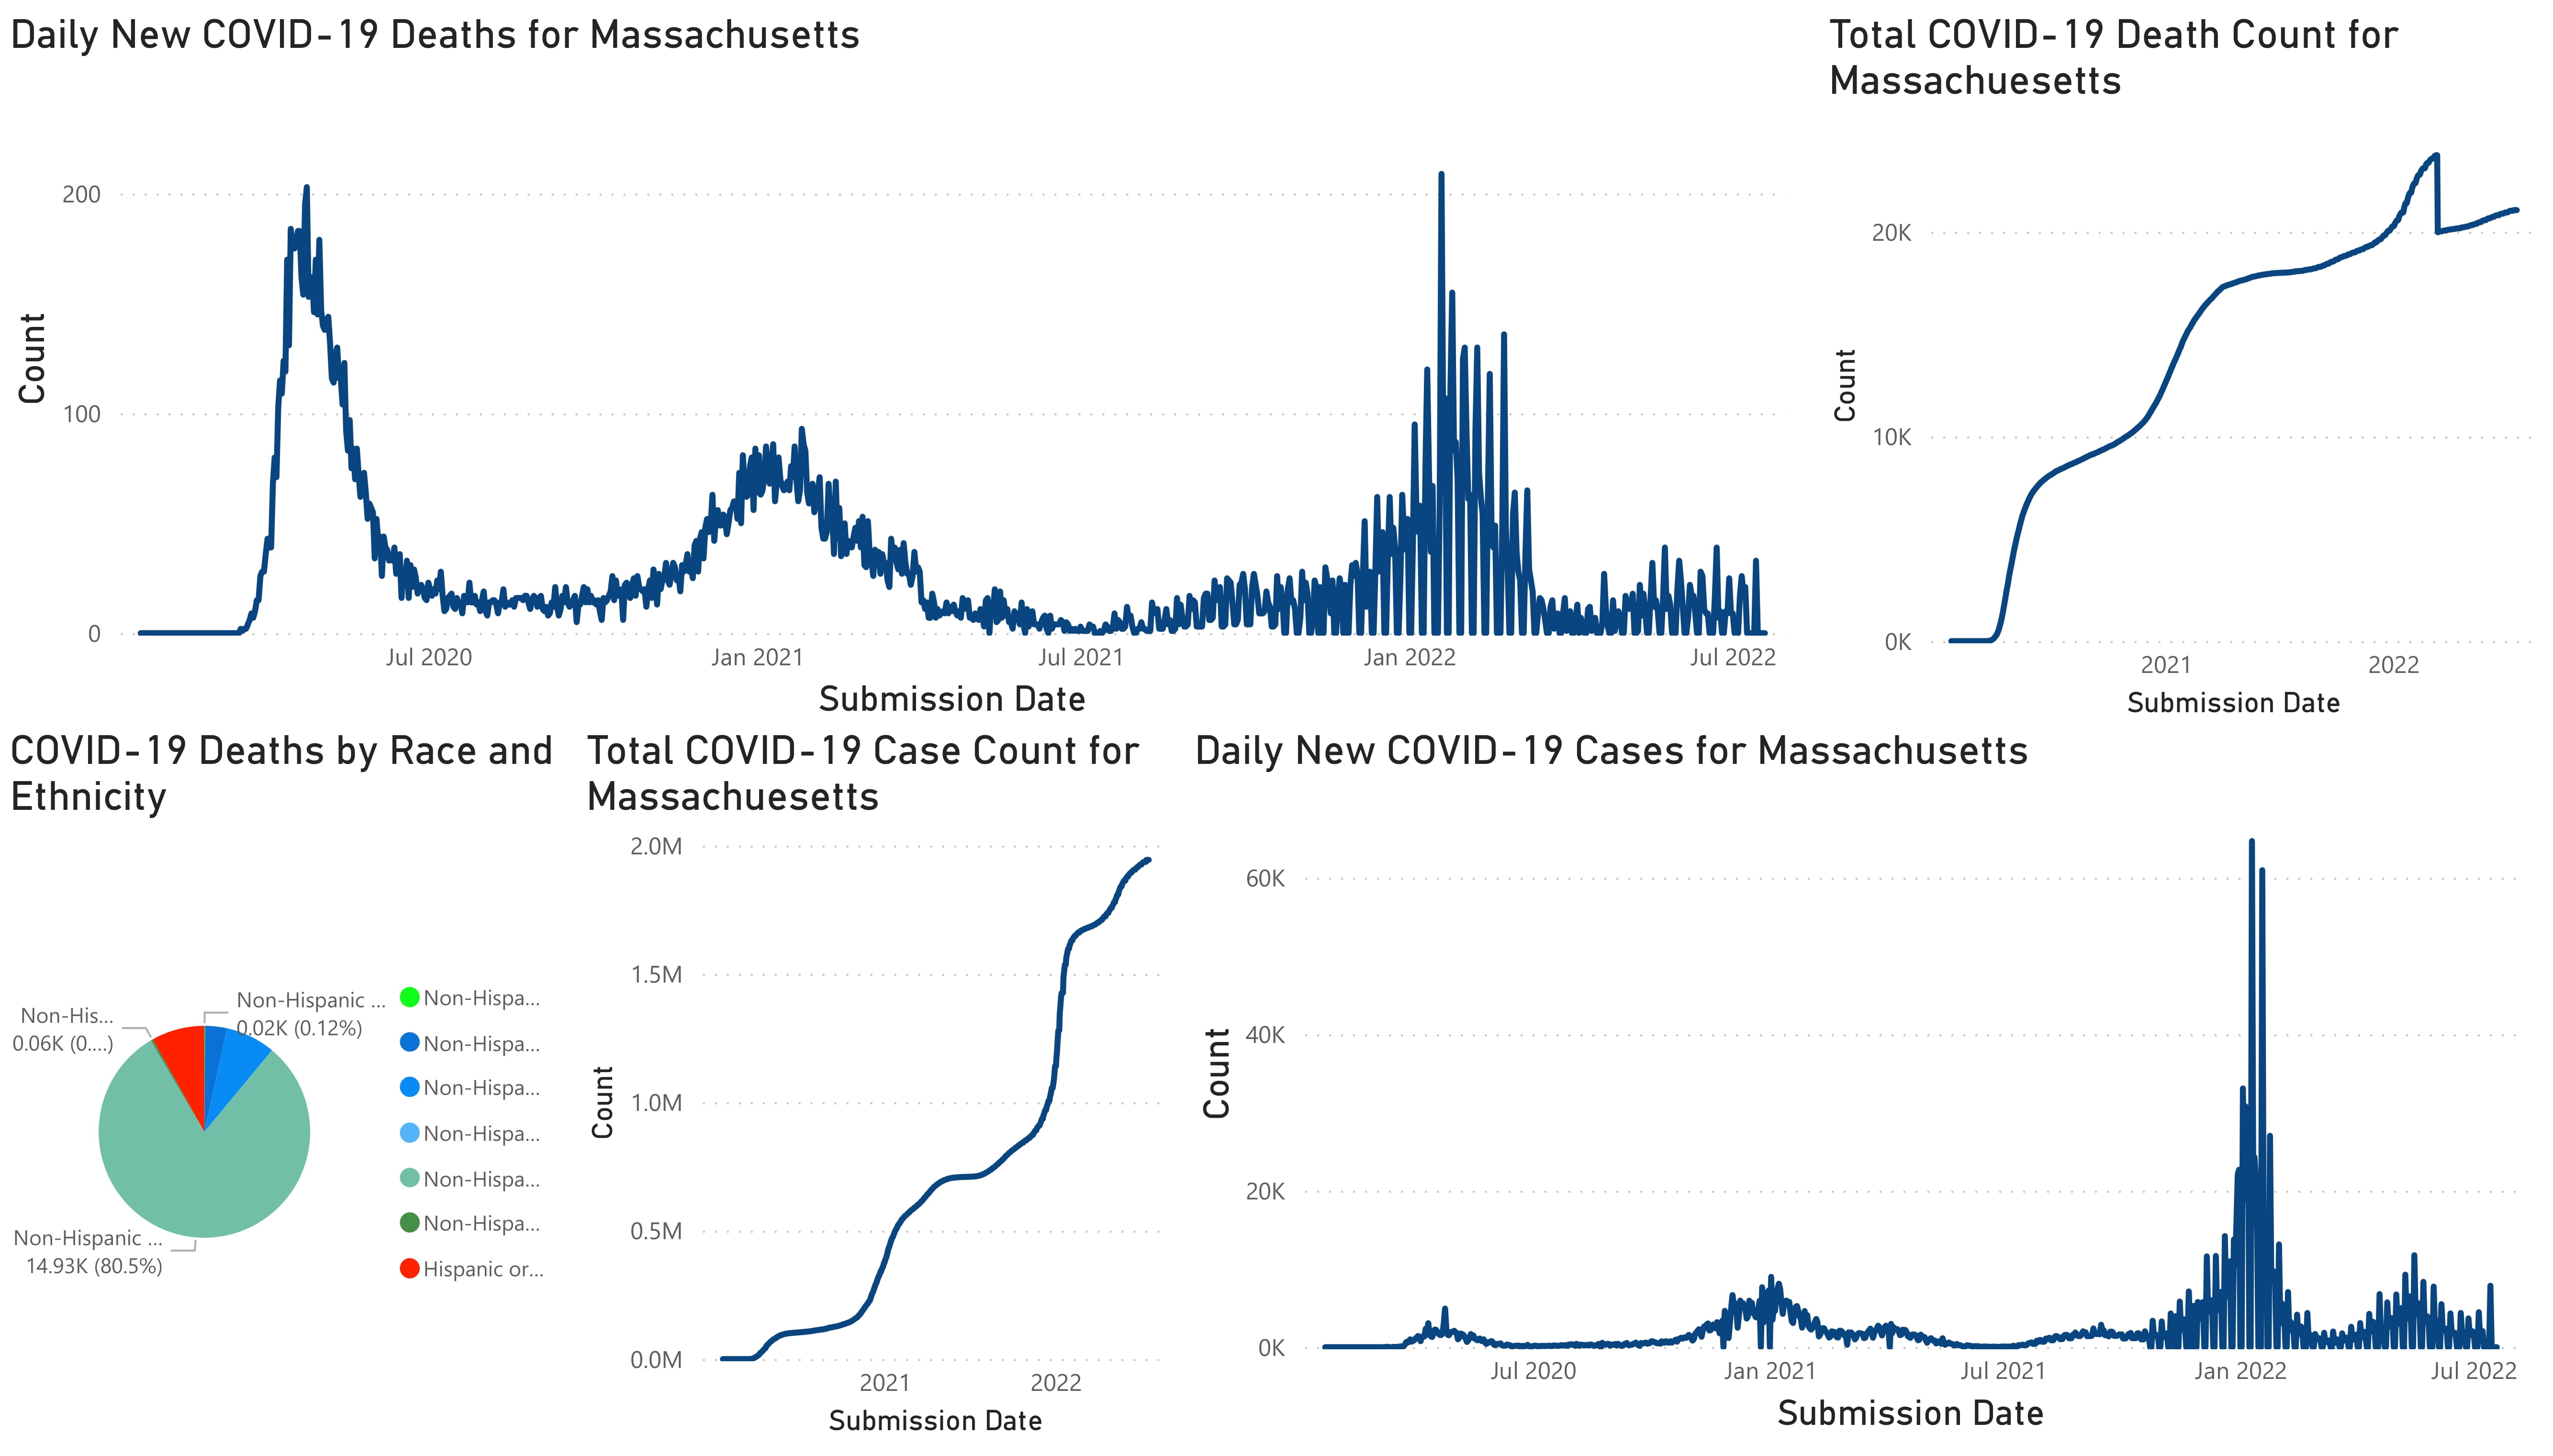 Daily New COVID-19 Deaths for Massachusetts
200
100
0
Count
Jul 2020
Jan 2021
Jul 2021
Jan 2022
Jul 2022
Submission Date
Total COVID-19 Death Count for
Massachuesetts
20K
10K
0K
Count
2021
2022
Submission Date
COVID-19 Deaths by Race and
Ethnicity
Non-Hispanic ...
0.02K (0.12%)
Non-His...
0.06K (0....)
Non-Hispanic ...
14.93K (80.5%)
Non-Hispa...
Non-Hispa...
Non-Hispa...
Non-Hispa...
Non-Hispa...
Non-Hispa...
Hispanic or...
Total COVID-19 Case Count for
Massachuesetts
2.0M
1.5M
1.0M
0.5M
0.0M
Count
2021
2022
Submission Date
Daily New COVID-19 Cases for Massachusetts
60K
40K
20K
0K
Count
Jul 2020
Jan 2021
Jul 2021
Jan 2022
Jul 2022
Submission Date